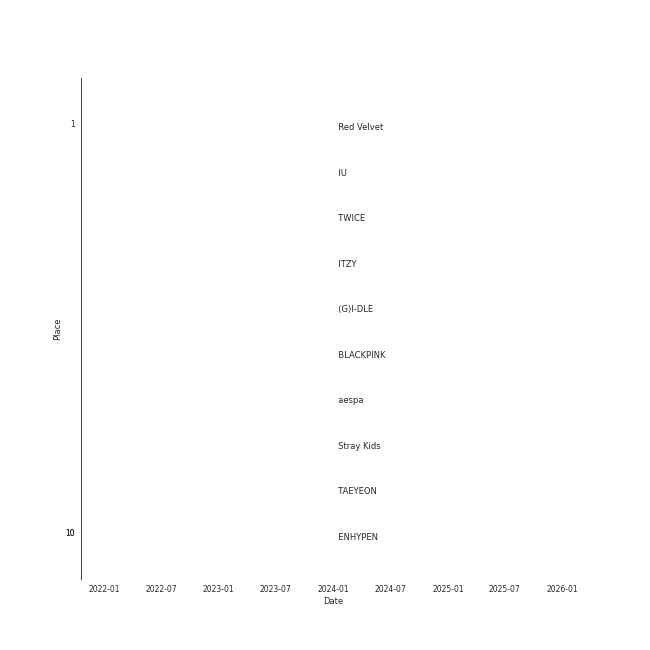 1
Red Velvet
IU
TWICE
ITZY
(G)I-DLE
Place
BLACKPINK
aespa
Stray Kids
TAEYEON
10
ENHYPEN
2022-01 2022-07 2023-01 2023-07 2024-01 2024-07 2025-01 2025-07 2026-01
Date